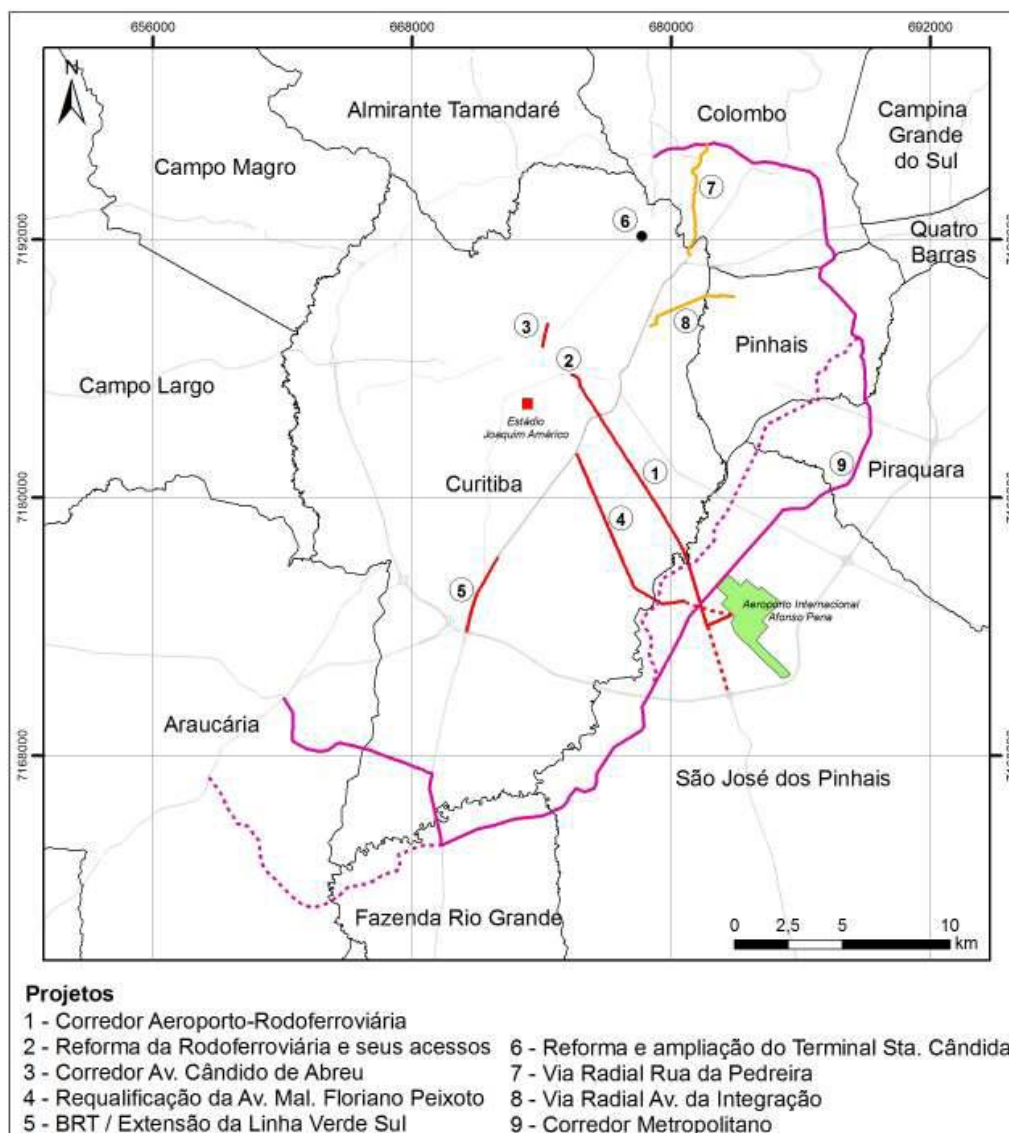 656000 668000 680000 692000
N
Almirante Tamandaré
Colombo
Campina
Grande
do Sul
Campo Magro
7
6
7192000
Quatro
Barras
3
8
Pinhais
2
Campo Largo
Estádio
Joaquim Américo
9
Piraquara
Curitiba
1
7180000
4
5
Aeroporto Internacional
Afonso Pena
Araucária
7168000
São José dos Pinhais
Fazenda Rio Grande
0 2,5 5 10
km
Projetos
1 - Corredor Aeroporto-Rodoferroviária
2 - Reforma da Rodoferroviária e seus acessos
3 - Corredor Av. Cândido de Abreu
4 - Requalificação da Av. Mal. Floriano Peixoto
5 - BRT / Extensão da Linha Verde Sul
6 - Reforma e ampliação do Terminal Sta. Cândida
7 - Via Radial Rua da Pedreira
8 - Via Radial Av. da Integração
9 - Corredor Metropolitano